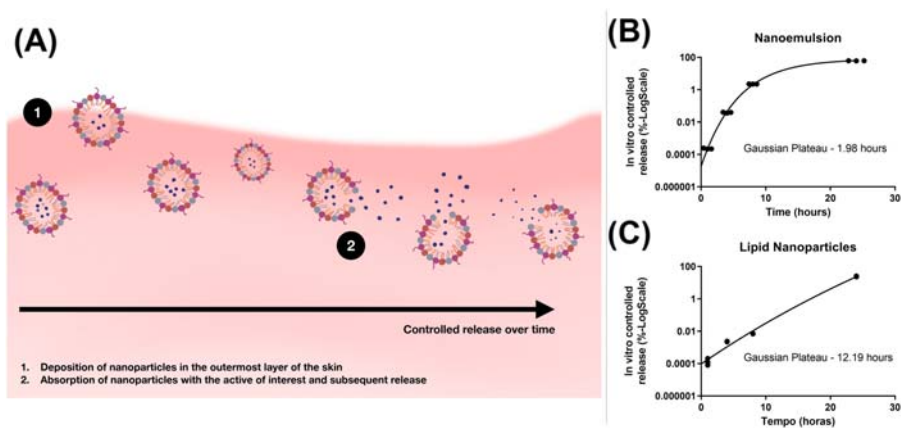 (A)
1
2
Controlled release over time
1. Deposition of nanoparticles in the outermost layer of the skin
2. Absorption of nanoparticles with the active of interest and subsequent release
(B)
Nanoemulsion
In vitro controlled
release (%-LogScale)
100
1
0.01
0.0001
0.000001
Gaussian Plateau - 1.98 hours
0
10
20
30
Time (hours)
(C)
Lipid Nanoparticles
In vitro controlled
release (%-LogScale)
100
1
0.01
0.0001
0.000001
Gaussian Plateau - 12.19 hours
0
10
20
30
Tempo (horas)